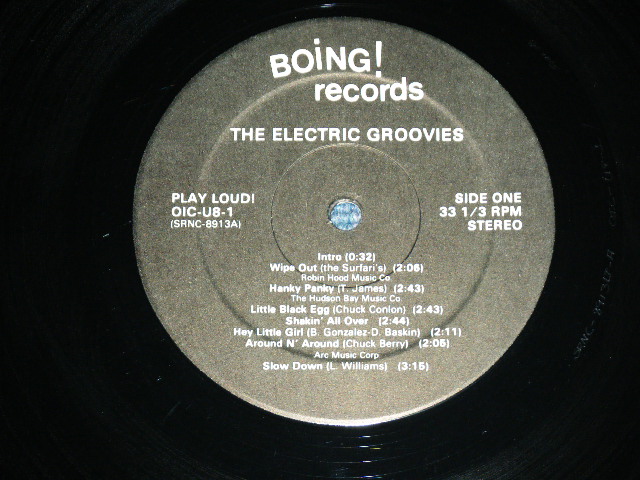 BOING!
records
THE ELECTRIC GROOVIES
PLAY LOUD!
OIC-U8-1
(SRNC-8913A)
SIDE ONE
33 1/3 RPM
STEREO
Intro (0:32)
Wipe Out (the Surfari's) (2:06)
Robin Hood Music Co.
Hanky Panky (T. James) (2:43)
The Hudson Bay Music Co
Little Black Egg (Chuck Conlon) (2:43)
Shakin' All Over (2:44)
Hey Little Girl (B. Gonzalez-D. Baskin) (2:11)
Around N' Around (Chuck Berry) (2:05)
Arc Music Corp
Slow Down (L. Williams) (3:15)